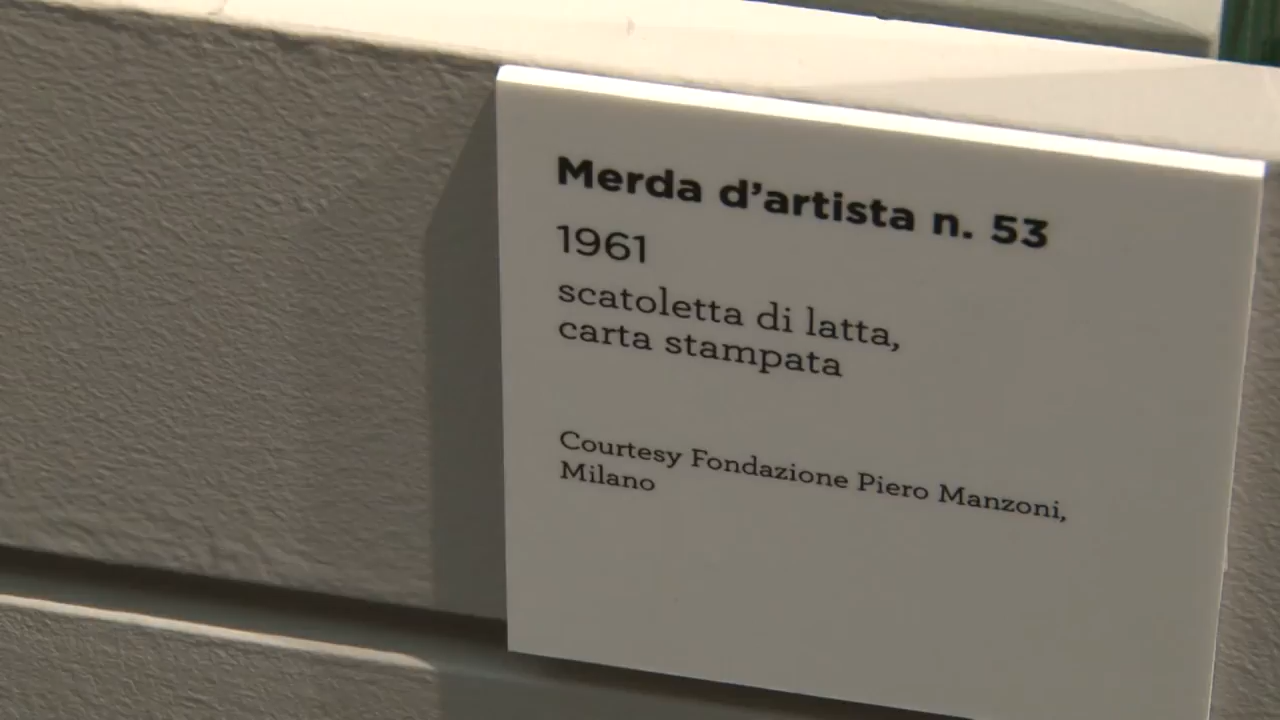 Merda d’artista n. 53
1961
scatoletta di latta,
carta stampata
Courtesy Fondazione Piero Manzoni,
Milano